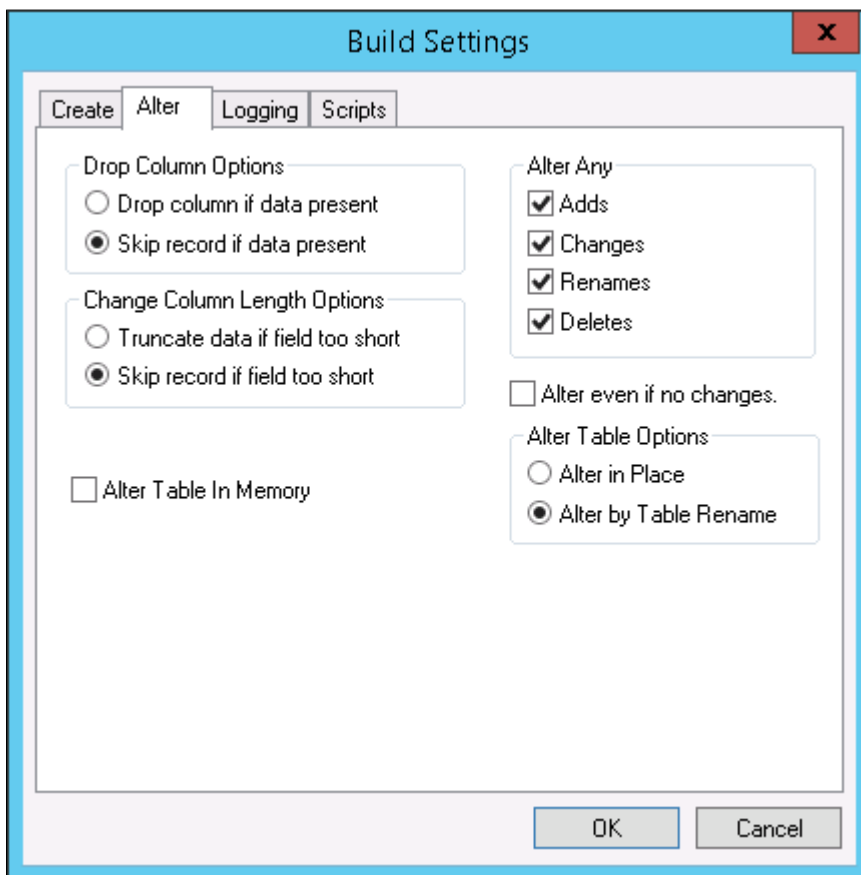 Build Settings
x
Create Alter Logging Scripts
Drop Column Options
Drop column if data present
Skip record if data present
Change Column Length Options
Truncate data if field too short
Skip record if field too short
Alter Table In Memory
Alter Any
Adds
Changes
Renames
Deletes
Alter even if no changes.
Alter Table Options
Alter in Place
Alter by Table Rename
OK Cancel